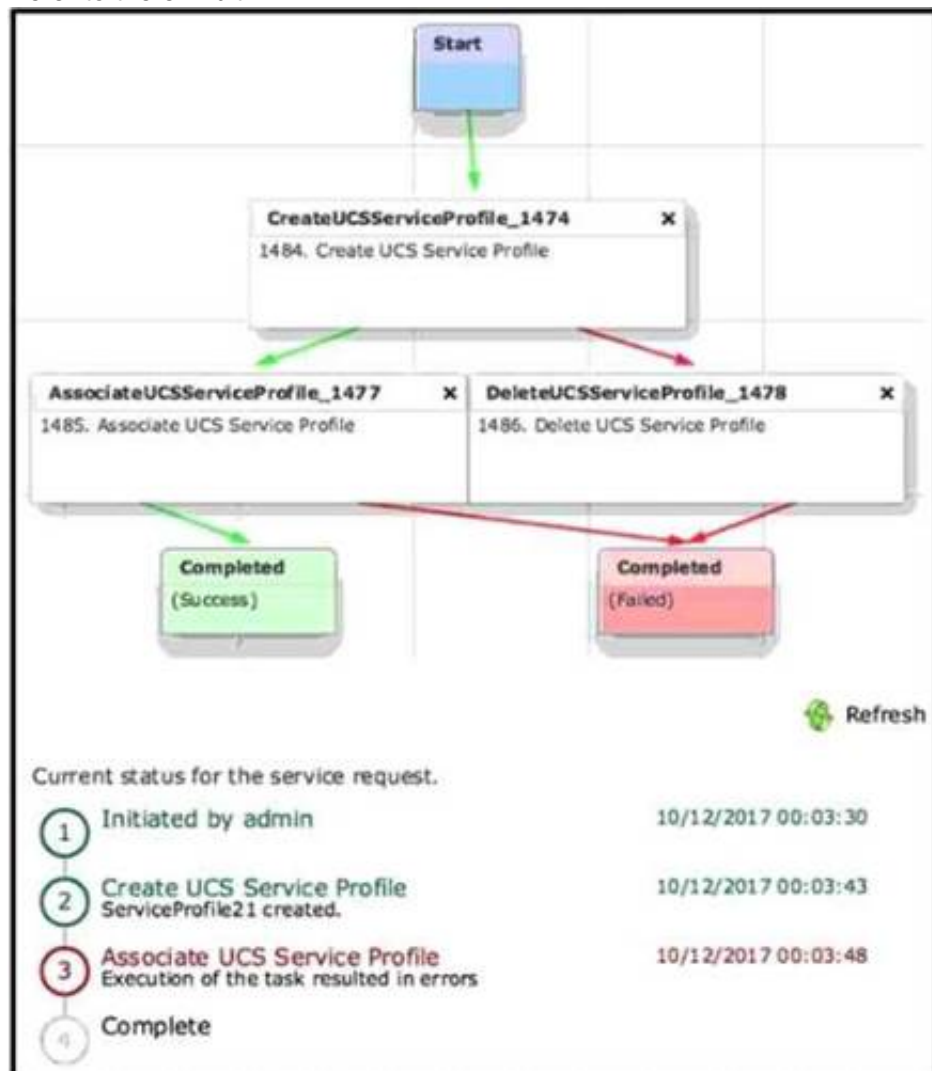 Start
CreateUCSServiceProfile_1474
1484. Create UCS Service Profile
AssociateUCSServiceProfile_1477
1485. Associate UCS Service Profile
DeleteUCSServiceProfile_1478
1486. Delete UCS Service Profile
Completed
(Success)
Completed
(Failed)
Refresh
Current status for the service request.
1 Initiated by admin 10/12/2017 00:03:30
2 Create UCS Service Profile 10/12/2017 00:03:43
ServiceProfile21 created.
3 Associate UCS Service Profile 10/12/2017 00:03:48
Execution of the task resulted in errors
4 Complete